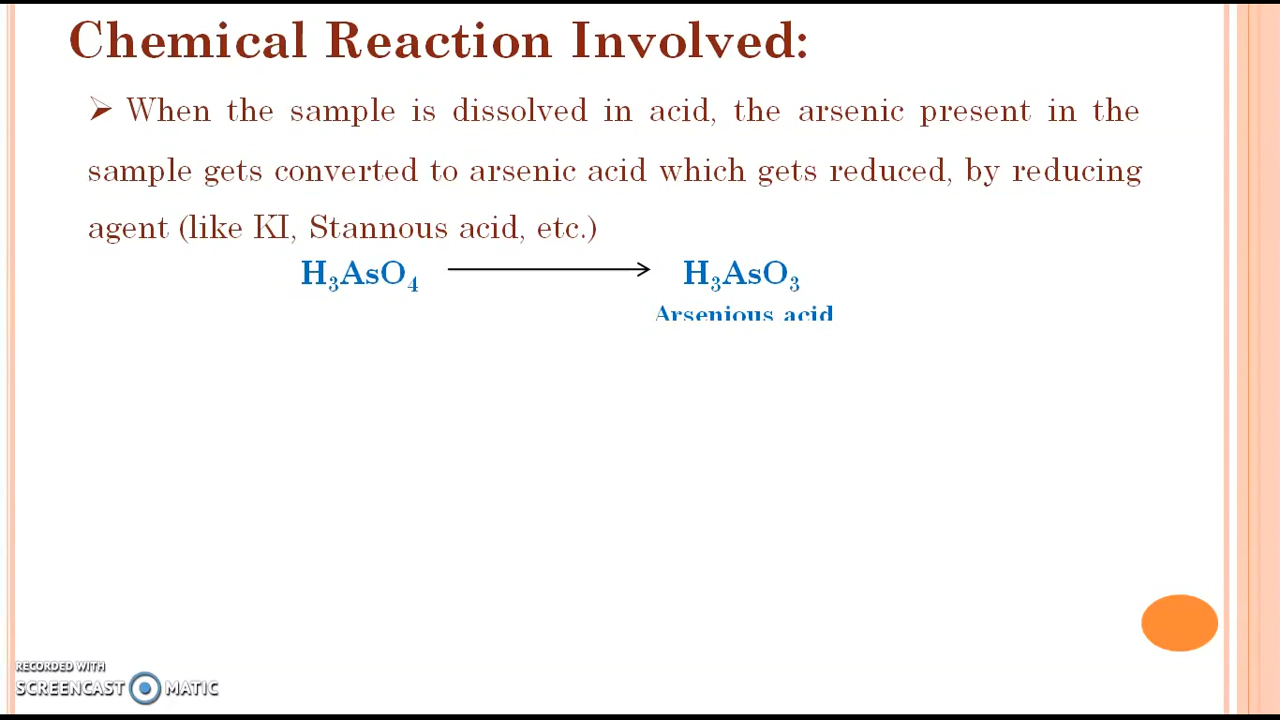 Chemical Reaction Involved:
➢ When the sample is dissolved in acid, the arsenic present in the
sample gets converted to arsenic acid which gets reduced, by reducing
agent (like KI, Stannous acid, etc.)
H₃AsO₄ ⟶ H₃AsO₃
Arsenious acid
RECORDED WITH
SCREENCAST MATIC